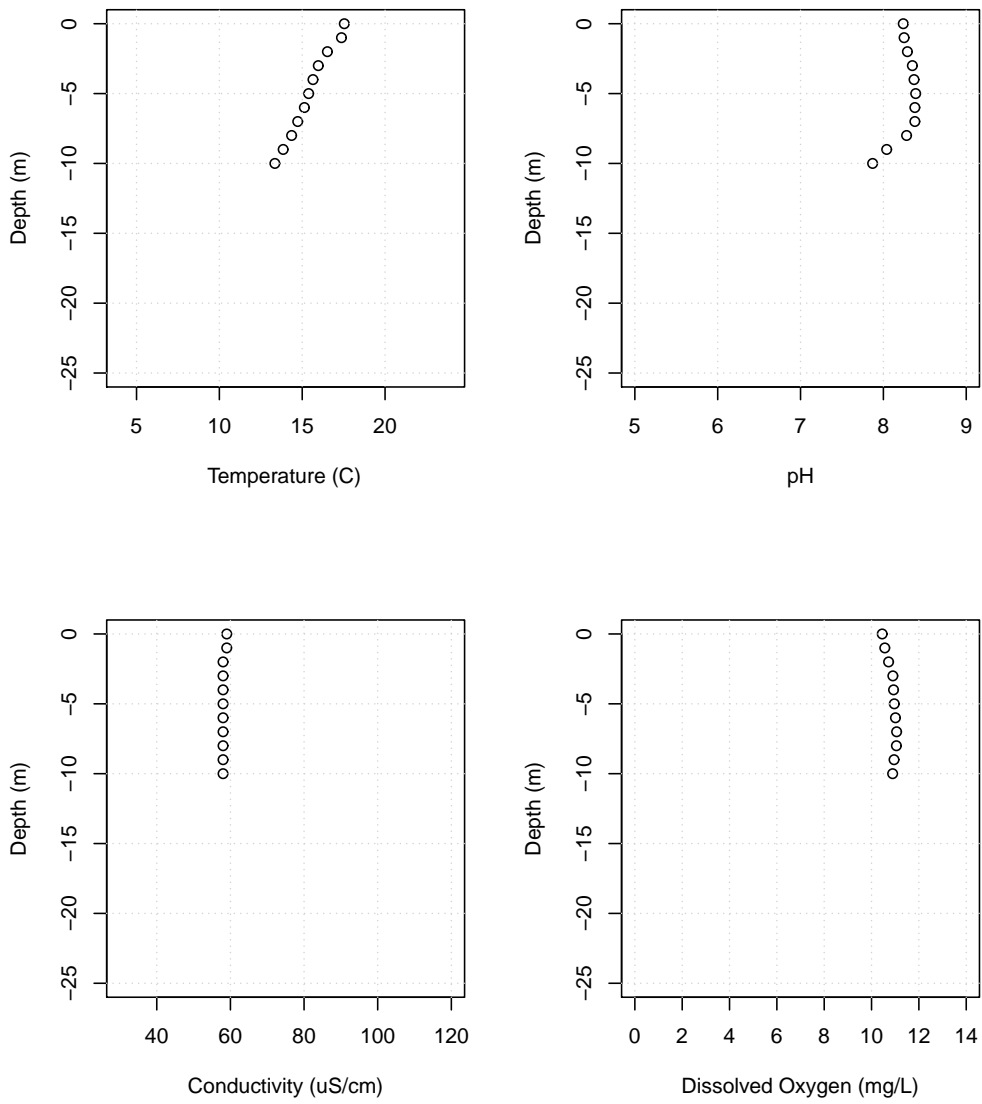 0
−5
−10
−15
−20
−25
Depth (m)
5 10 15 20
Temperature (C)
0
−5
−10
−15
−20
−25
Depth (m)
5 6 7 8 9
pH
0
−5
−10
−15
−20
−25
Depth (m)
40 60 80 100 120
Conductivity (uS/cm)
0
−5
−10
−15
−20
−25
Depth (m)
0 2 4 6 8 10 12 14
Dissolved Oxygen (mg/L)